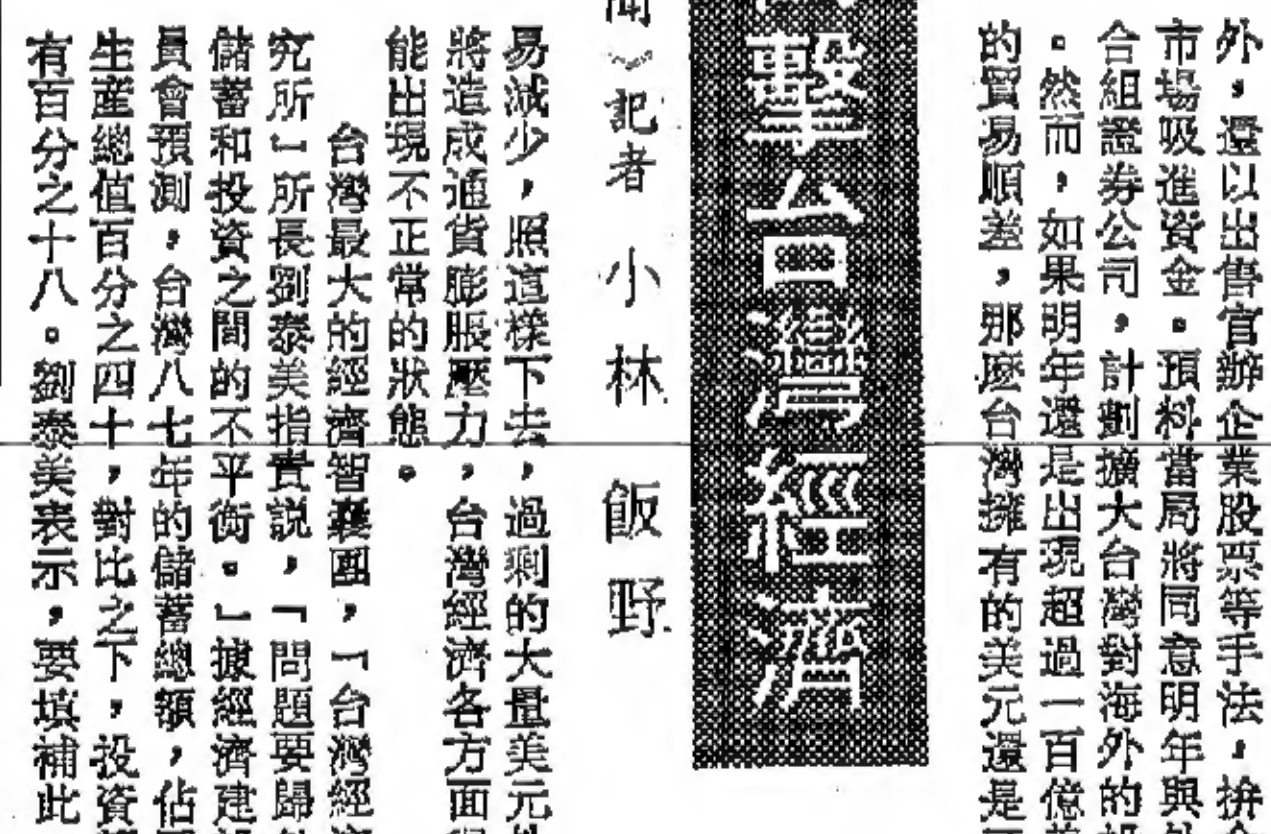 外，還以出售官辦企業股票等手法，拚
市場吸進資金。預料當局將同意明年與
合組證券公司，計劃擴大台灣對海外的
。然而，如果明年還是出現超過一百億
的貿易順差，那麼台灣擁有的美元還是
擊台灣經濟
聞〉記者 小林 飯野
易減少，照這樣下去，過剩的大量美元
將造成通貨膨脹壓力，台灣經濟各方面
能出現不正常的狀態。
台灣最大的經濟智囊團，「台灣經
究所」所長劉泰美指責說，「問題要歸
儲蓄和投資之間的不平衡。」據經濟建
員會預測，台灣八七年的儲蓄總額，佔
生產總值百分之四十，對比之下，投資
有百分之十八。劉泰美表示，要填補此